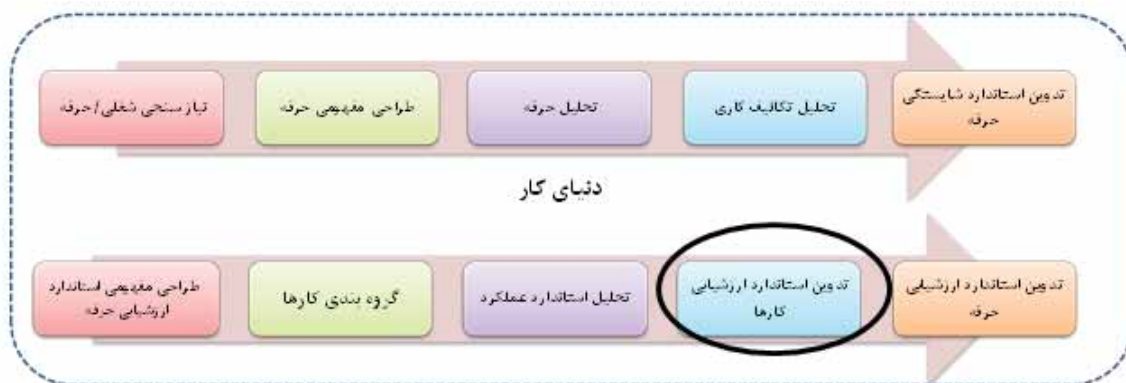 نیاز سنجی شغلی/حرفه
طراحی مفهومی حرفه
تحلیل حرفه
تحلیل تکالیف کاری
تدوین استاندارد شایستگی
حرفه
دنیای کار
طراحی مفهومی استاندارد
ارزشیابی حرفه
گروه بندی کارها
تحلیل استاندارد عملکرد
تدوین استاندارد ارزشیابی
کارها
تدوین استاندارد ارزشیابی
حرفه